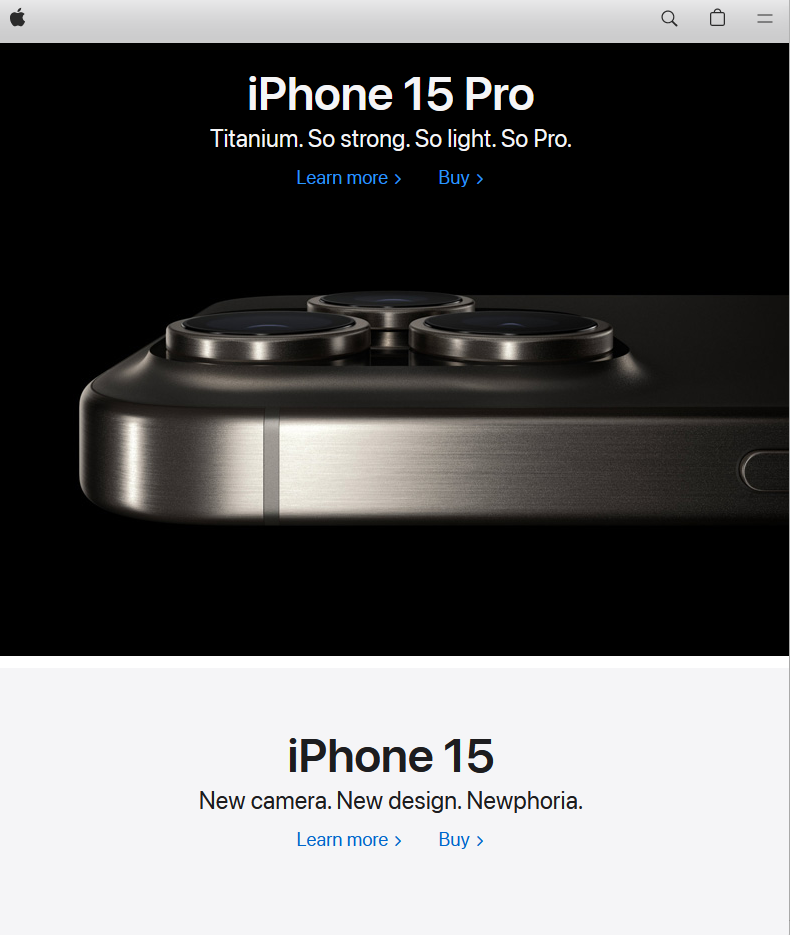 iPhone 15 Pro
Titanium. So strong. So light. So Pro.
Learn more > Buy >
iPhone 15
New camera. New design. Newphoria.
Learn more > Buy >